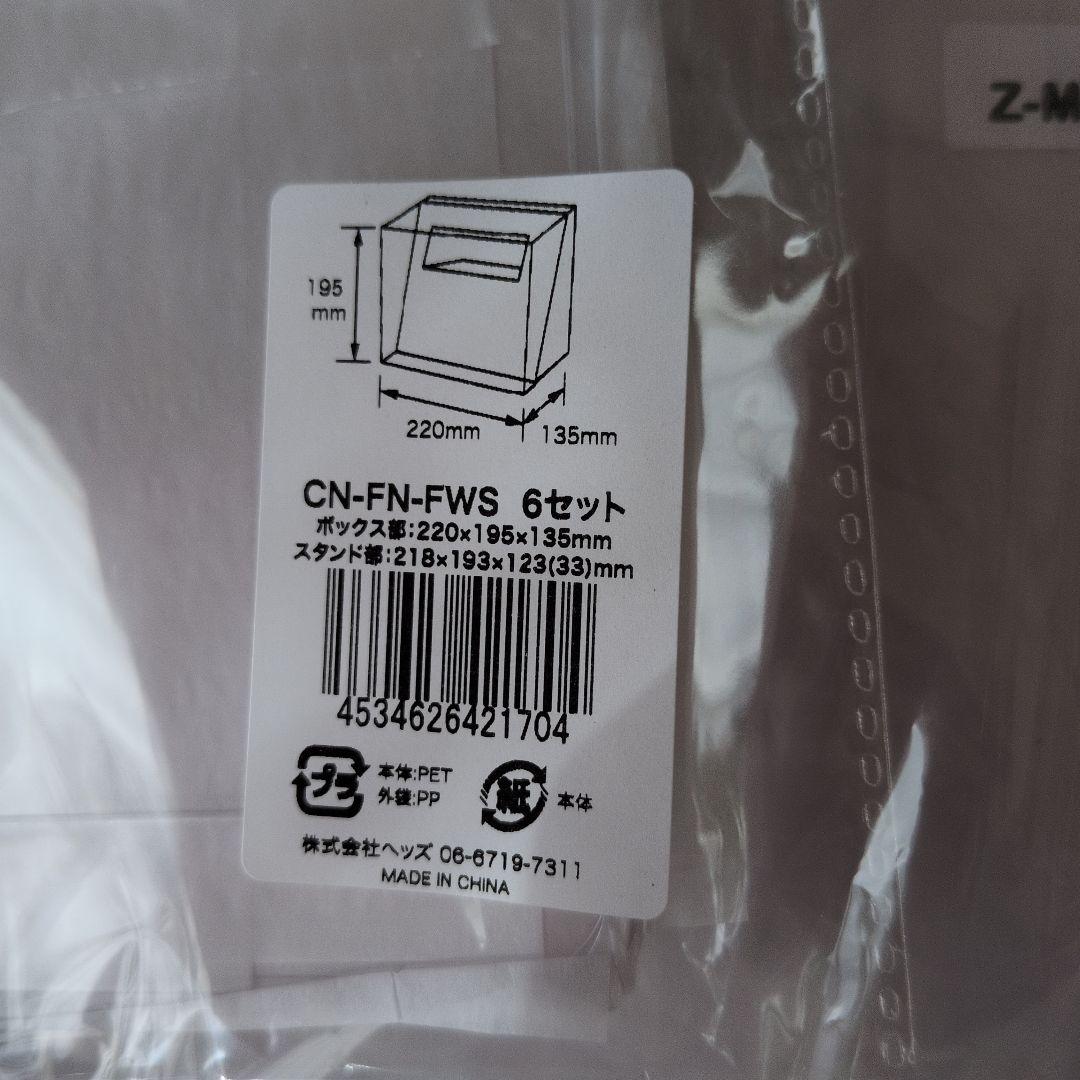 Z-M
195
mm
220mm
135mm
CN-FN-FWS 6セット
ボックス部:220×195×135mm
スタンド部:218×193×123(33)mm
4534626421704
プラ
本体:PET
外袋:PP
紙
本体
株式会社ヘッズ 06-6719-7311
MADE IN CHINA